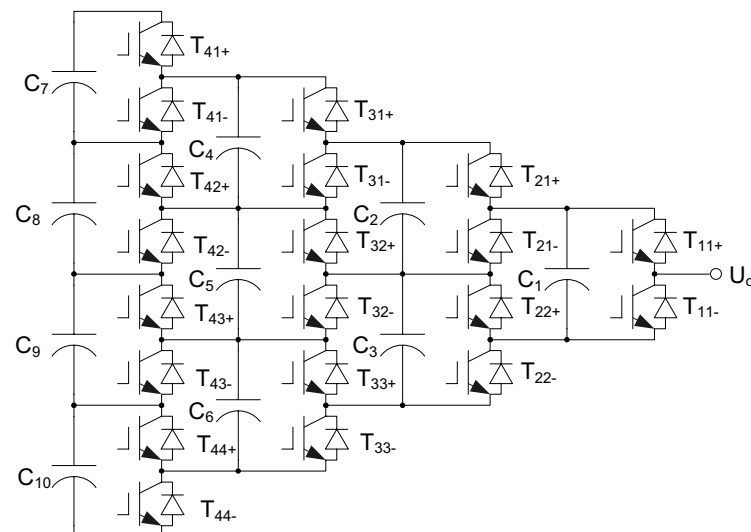 T41+
C7
T41-
T31+
C4
T42+
T31-
T21+
C8
C2
T42-
T32+
T21-
T11+
C5
C1
Uo
T43+
T32-
T22+
T11-
C9
C3
T43-
T33+
T22-
C6
T44+
T33-
C10
T44-